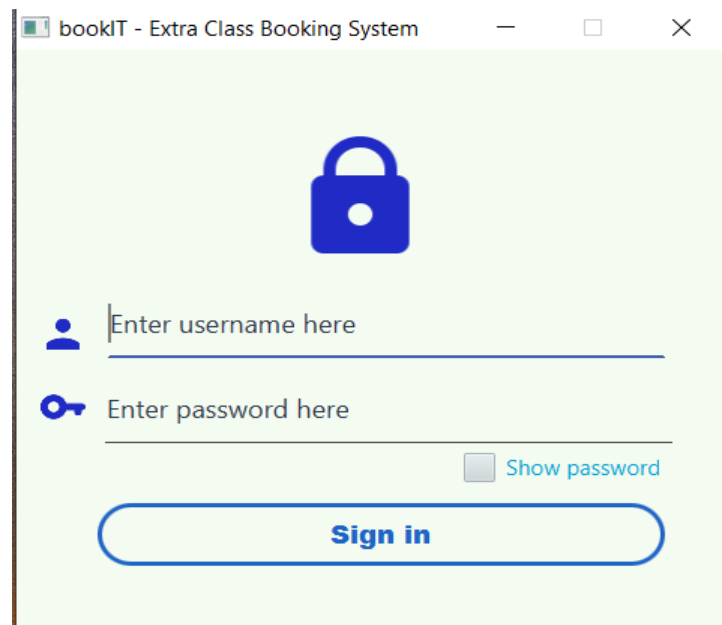 bookIT - Extra Class Booking System
Enter username here
Enter password here
Show password
Sign in